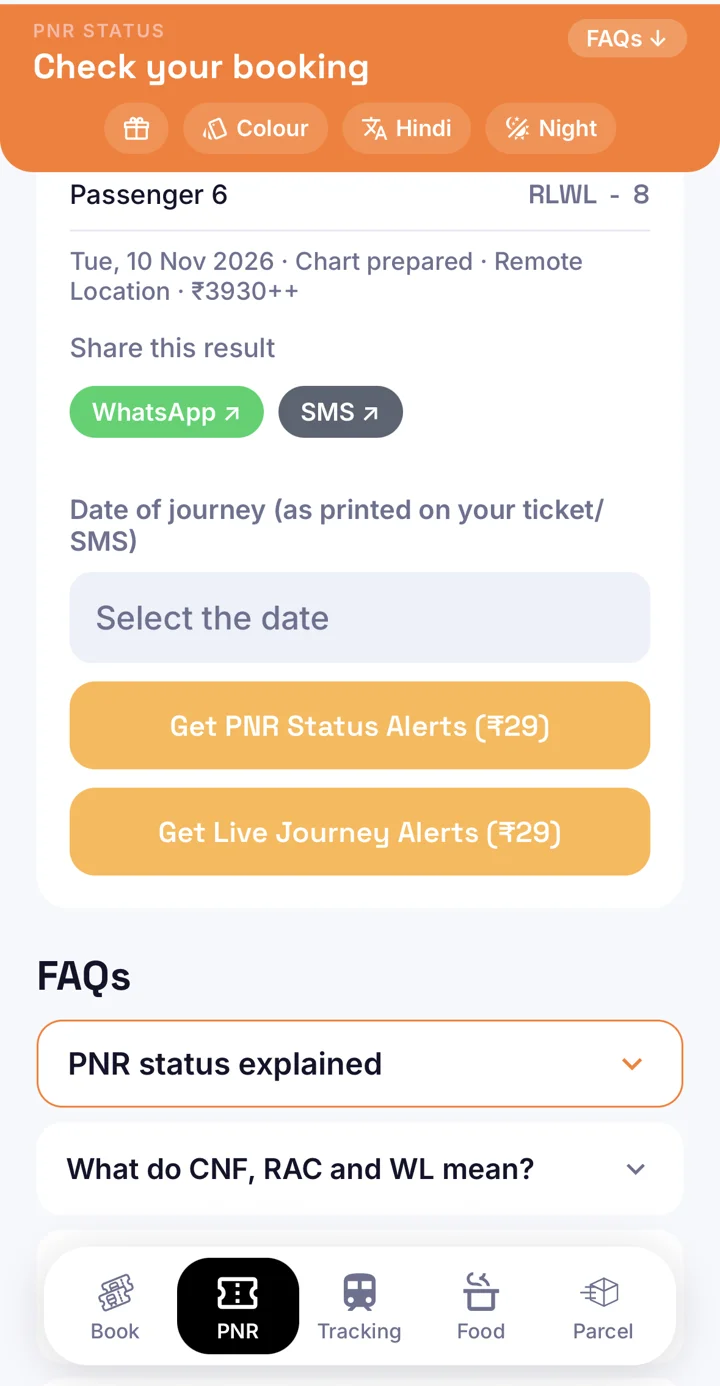 PNR STATUS
FAQs ↓
Check your booking
Colour
Hindi
Night
Passenger 6
RLWL - 8
Tue, 10 Nov 2026 · Chart prepared · Remote
Location · ₹3930++
Share this result
WhatsApp ↗
SMS ↗
Date of journey (as printed on your ticket/
SMS)
Select the date
Get PNR Status Alerts (₹29)
Get Live Journey Alerts (₹29)
FAQs
PNR status explained
What do CNF, RAC and WL mean?
Book
PNR
Tracking
Food
Parcel